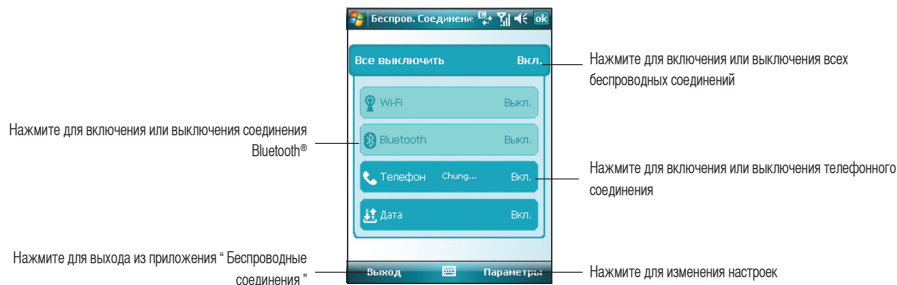 Беспров. Соединени ok
Все выключить Вкл.
Wi-Fi Выкл.
Bluetooth Выкл.
Телефон Chung... Вкл.
Дата Вкл.
Выход Параметры
Нажмите для включения или выключения соединения
Bluetooth®
Нажмите для выхода из приложения “ Беспроводные
соединения ”
Нажмите для включения или выключения всех
беспроводных соединений
Нажмите для включения или выключения телефонного
соединения
Нажмите для изменения настроек